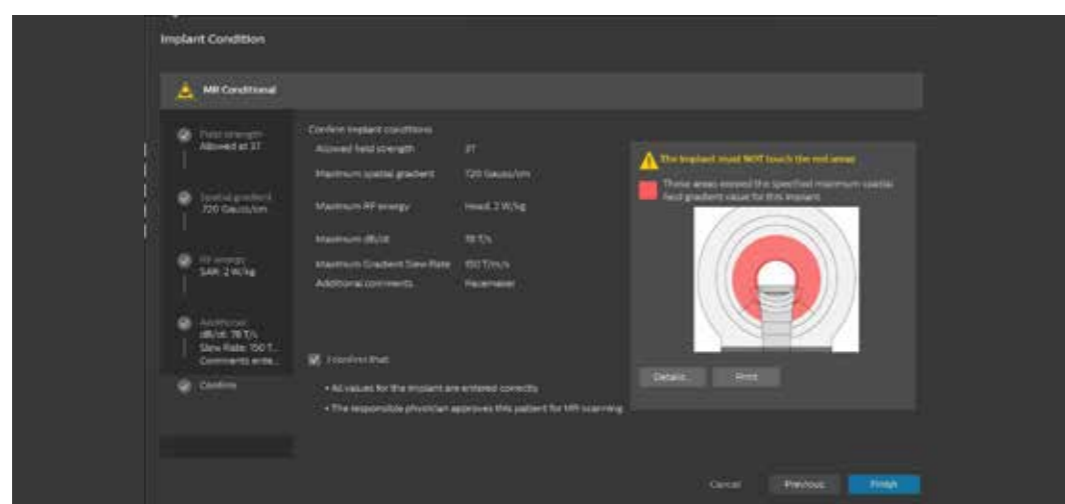 Implant Condition
MR Conditional
Field strength
Allowed at 3T
Spatial gradient
720 Gauss/cm
RF energy
SAR: 2 W/kg
Additional
dB/dt: 78 T/s
Slew Rate: 150 T...
Comments ente...
Confirm
Confirm implant conditions
Allowed field strength 3T
Maximum spatial gradient 720 Gauss/cm
Maximum RF energy Head: 2 W/kg
Maximum dB/dt 78 T/s
Maximum Gradient Slew Rate 150 T/m/s
Additional comments Pacemaker
I confirm that:
• All values for the implant are entered correctly
• The responsible physician approves this patient for MR scanning
The implant must NOT touch the red areas
These areas exceed the specified maximum spatial
field gradient value for this implant
Details... Print
Cancel Previous Finish